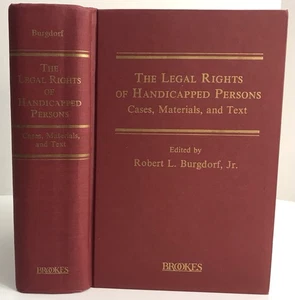 Burgdorf
THE
LEGAL RIGHTS
OF
HANDICAPPED
PERSONS
Cases, Materials,
and Text
BROOKES
THE LEGAL RIGHTS
OF HANDICAPPED PERSONS
Cases, Materials, and Text
Edited by
Robert L. Burgdorf, Jr.
BROOKES